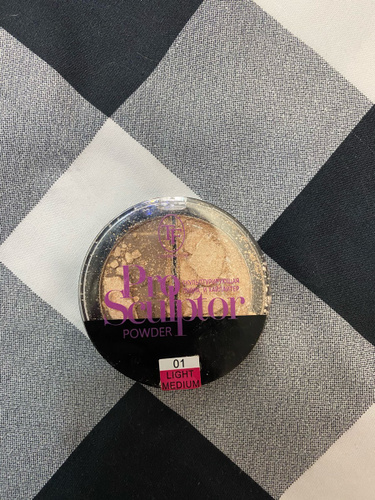 Pro
Sculptor
POWDER
01
LIGHT
MEDIUM